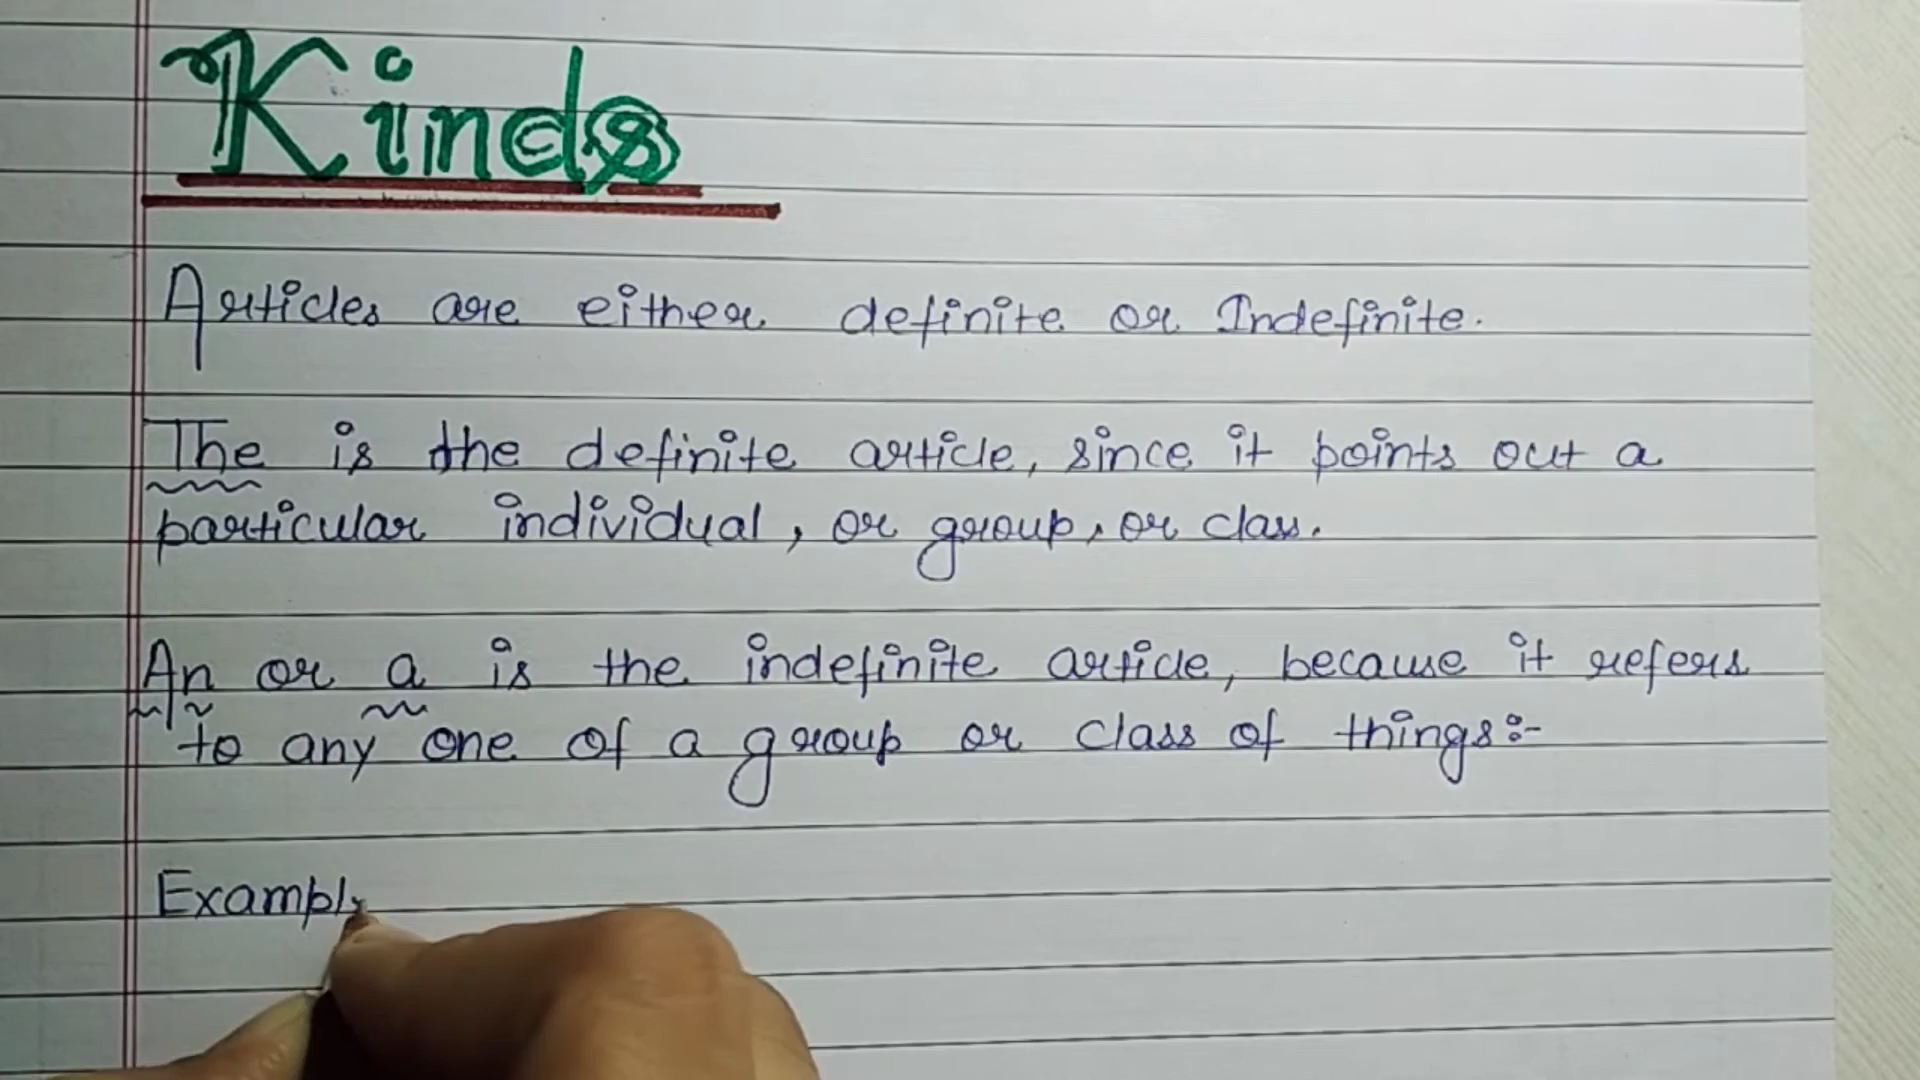 Kinds
Articles are either definite or Indefinite.
The is the definite article, since it points out a
particular individual, or group, or class.
An or a is the indefinite article, because it refers
to any one of a group or class of things:-
Exampl